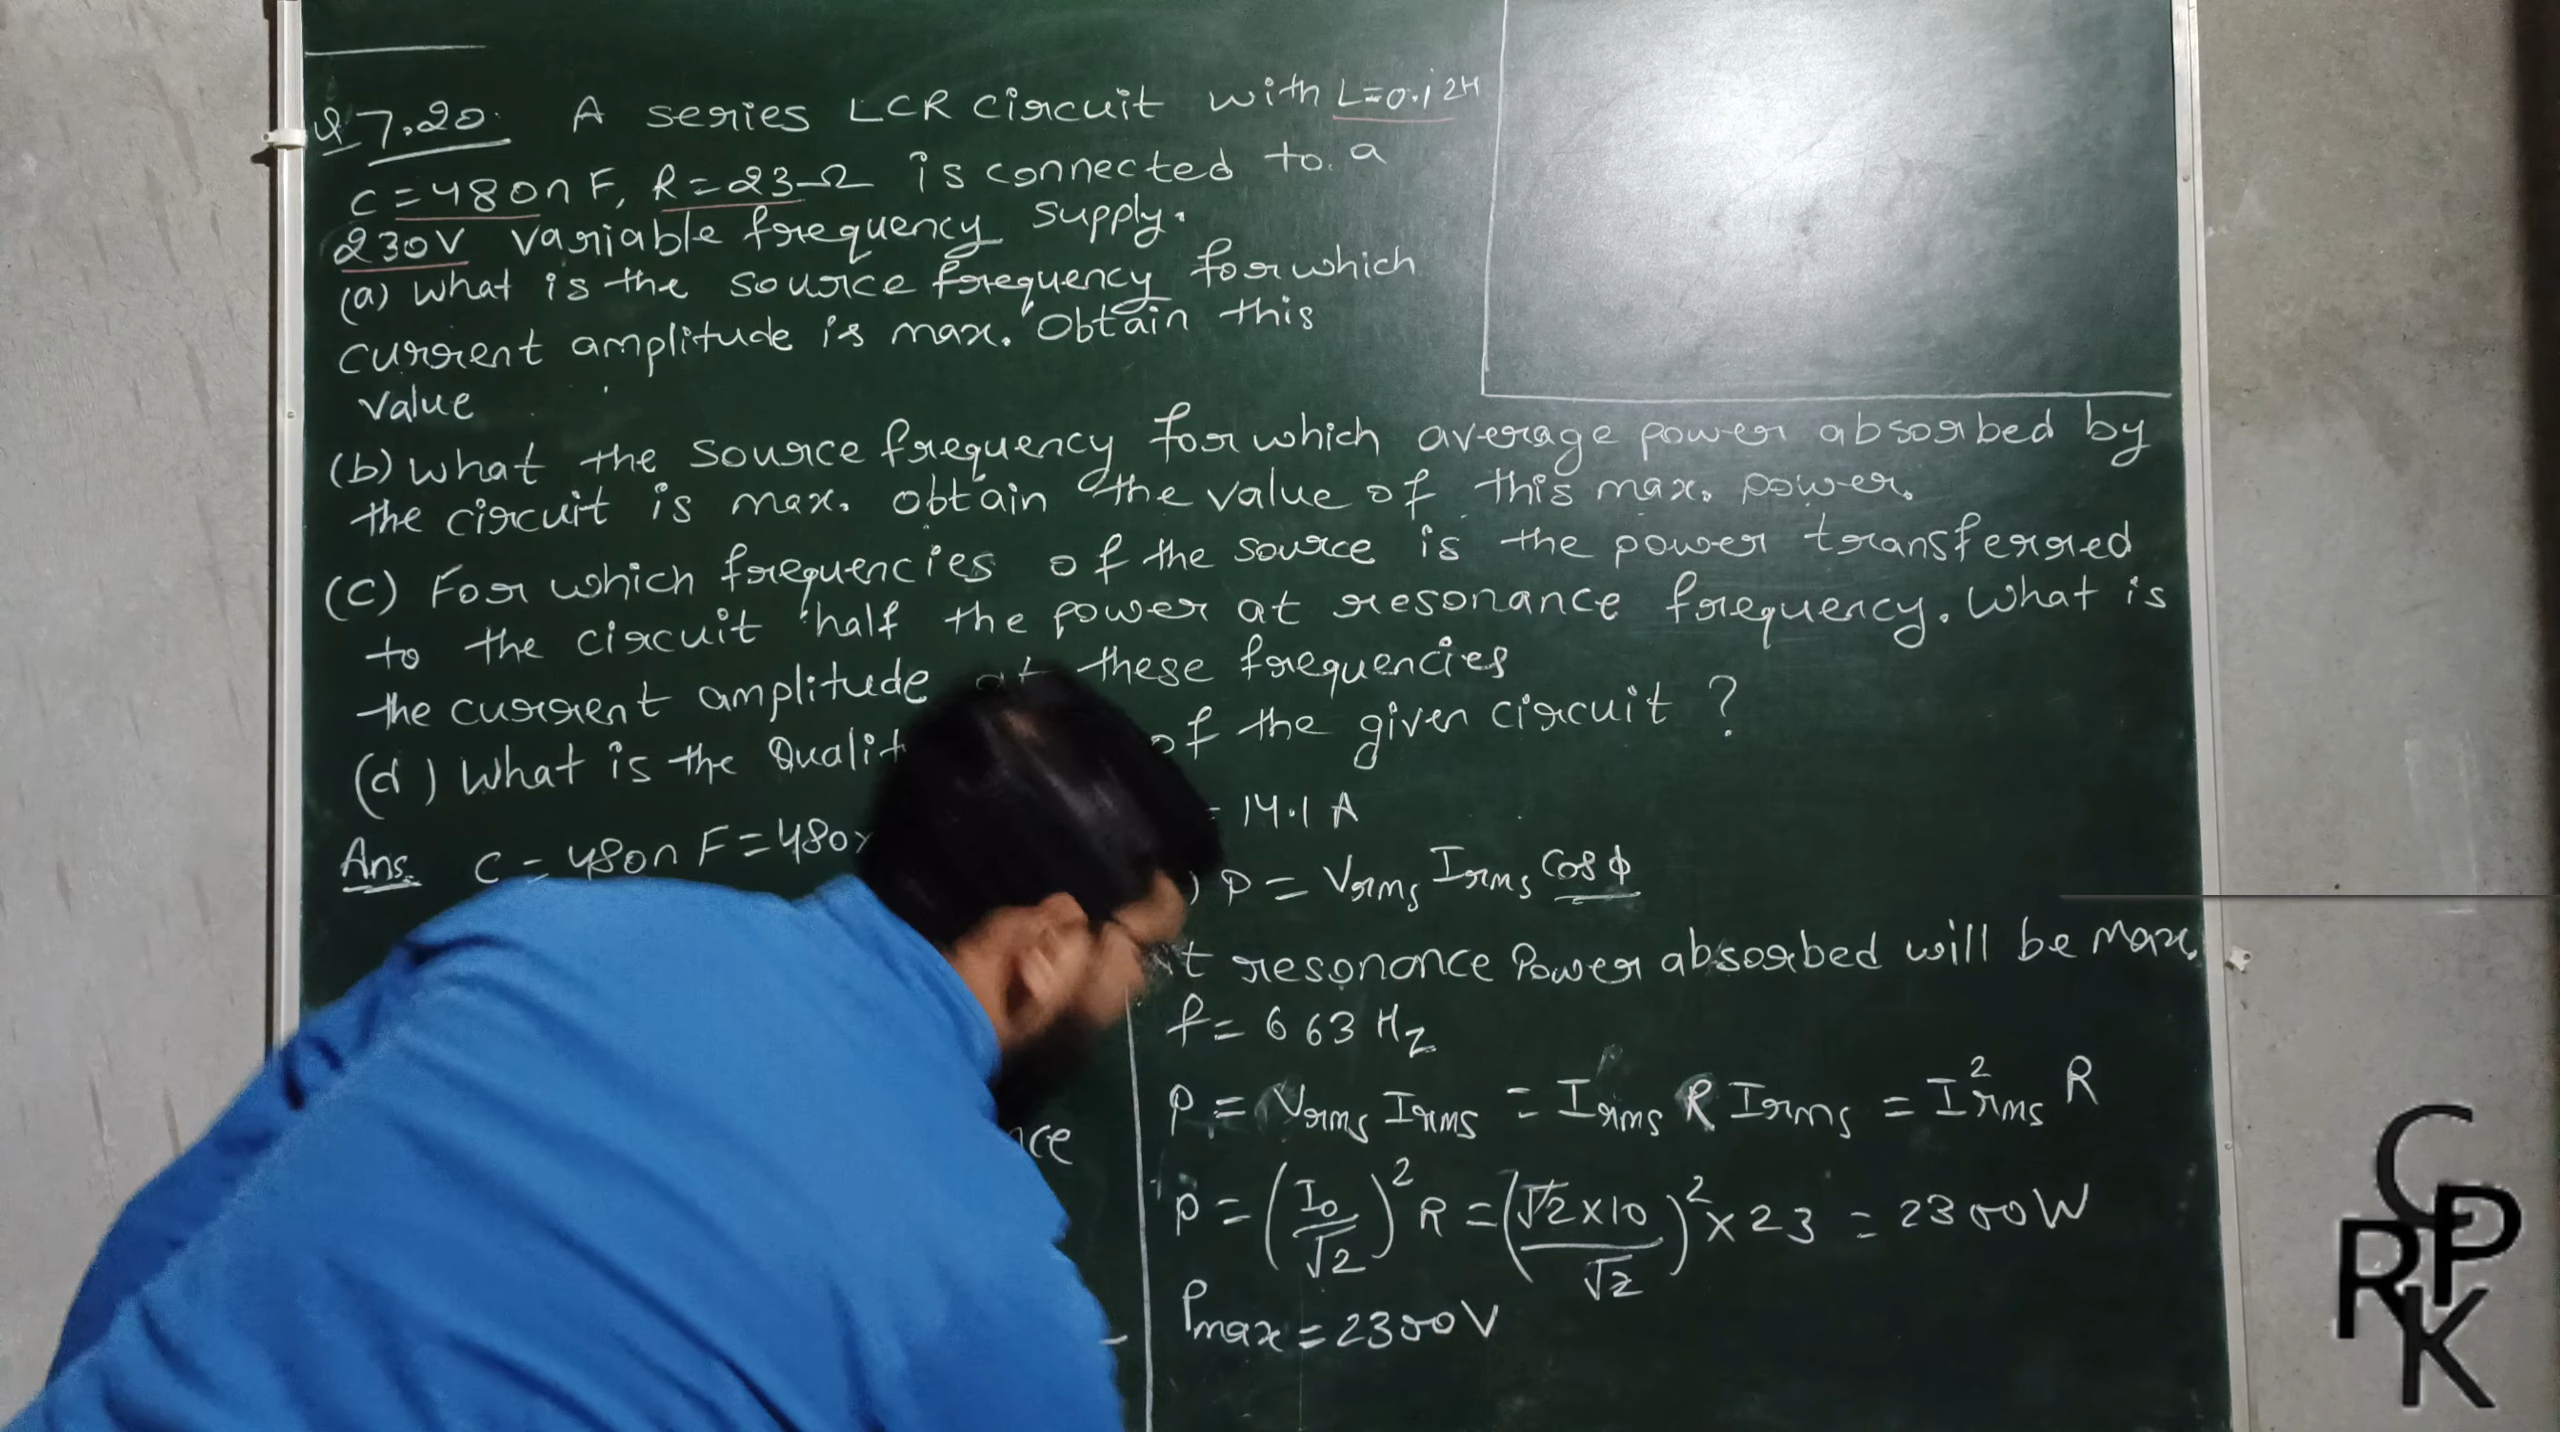 Q 7.20. A series LCR circuit with L=0.12H
C=480nF, R=23Ω is connected to a
230V variable frequency supply.
(a) What is the source frequency for which
current amplitude is max. Obtain this
value
(b) What the source frequency for which average power absorbed by
the circuit is max. obtain the value of this max. power.
(c) For which frequencies of the source is the power transferred
to the circuit half the power at resonance frequency. What is
the current amplitude at these frequencies
(d) What is the Qualit of the given circuit ?
Ans. C = 480n F = 480x
nce
= 14.1 A
) P = Vrms Irms cos φ
t resonance Power absorbed will be max.
f = 663 Hz
P = Vrms Irms = Irms R Irms = I²rms R
P = (I₀/√2)² R = (√2×10/√2)² × 23 = 2300W
Pmax = 2300V
CPRK